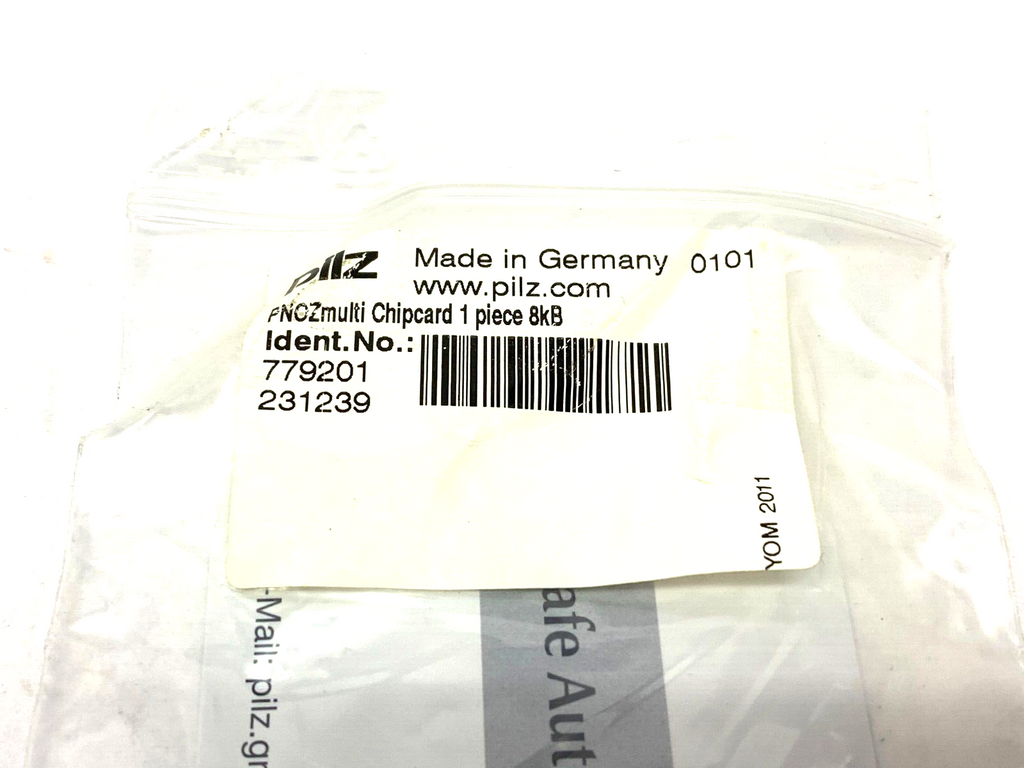 pilz
Made in Germany 0101
www.pilz.com
PNOZmulti Chipcard 1 piece 8kB
Ident.No.:
779201
231239
YOM 2011
-Mail: pilz.gr
afe Aut